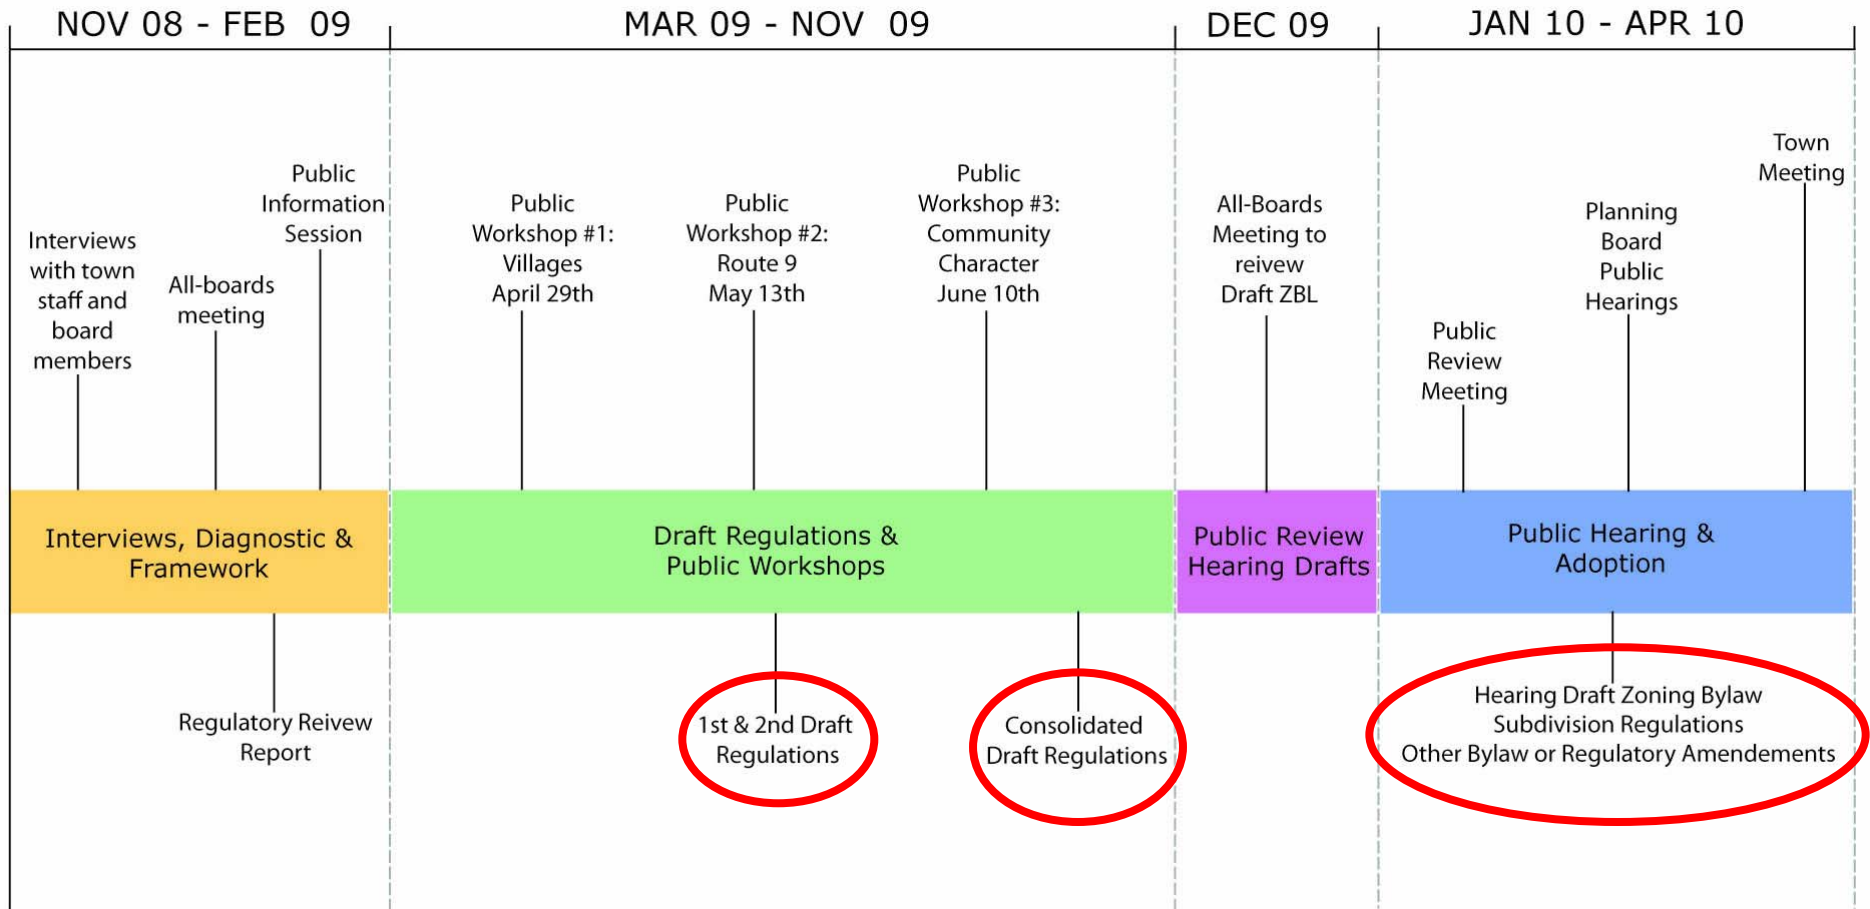 NOV 08 - FEB 09
MAR 09 - NOV 09
DEC 09
JAN 10 - APR 10
Interviews
with town
staff and
board
members
All-boards
meeting
Public
Information
Session
Public
Workshop #1:
Villages
April 29th
Public
Workshop #2:
Route 9
May 13th
Public
Workshop #3:
Community
Character
June 10th
All-Boards
Meeting to
reivew
Draft ZBL
Public
Review
Meeting
Planning
Board
Public
Hearings
Town
Meeting
Interviews, Diagnostic &
Framework
Draft Regulations &
Public Workshops
Public Review
Hearing Drafts
Public Hearing &
Adoption
Regulatory Reivew
Report
1st & 2nd Draft
Regulations
Consolidated
Draft Regulations
Hearing Draft Zoning Bylaw
Subdivision Regulations
Other Bylaw or Regulatory Amendements